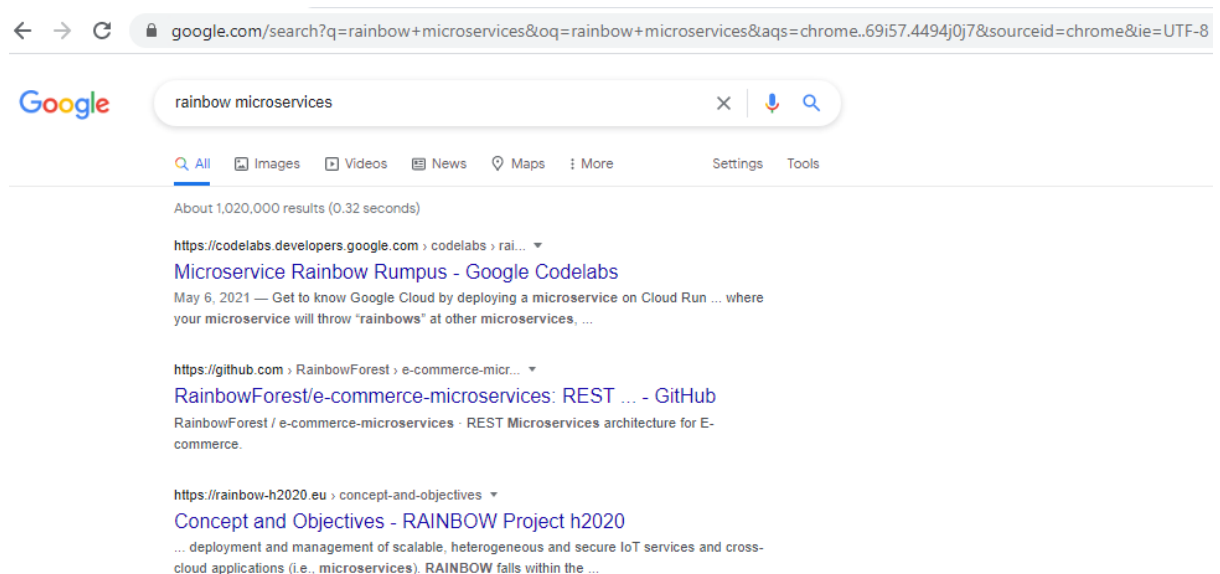 google.com/search?q=rainbow+microservices&oq=rainbow+microservices&aqs=chrome..69i57.4494j0j7&sourceid=chrome&ie=UTF-8
Google
rainbow microservices
All Images Videos News Maps More Settings Tools
About 1,020,000 results (0.32 seconds)
https://codelabs.developers.google.com › codelabs › rai...
Microservice Rainbow Rumpus - Google Codelabs
May 6, 2021 — Get to know Google Cloud by deploying a microservice on Cloud Run ... where
your microservice will throw “rainbows” at other microservices, ...
https://github.com › RainbowForest › e-commerce-micr...
RainbowForest/e-commerce-microservices: REST ... - GitHub
RainbowForest / e-commerce-microservices · REST Microservices architecture for E-
commerce.
https://rainbow-h2020.eu › concept-and-objectives
Concept and Objectives - RAINBOW Project h2020
... deployment and management of scalable, heterogeneous and secure IoT services and cross-
cloud applications (i.e., microservices). RAINBOW falls within the ...